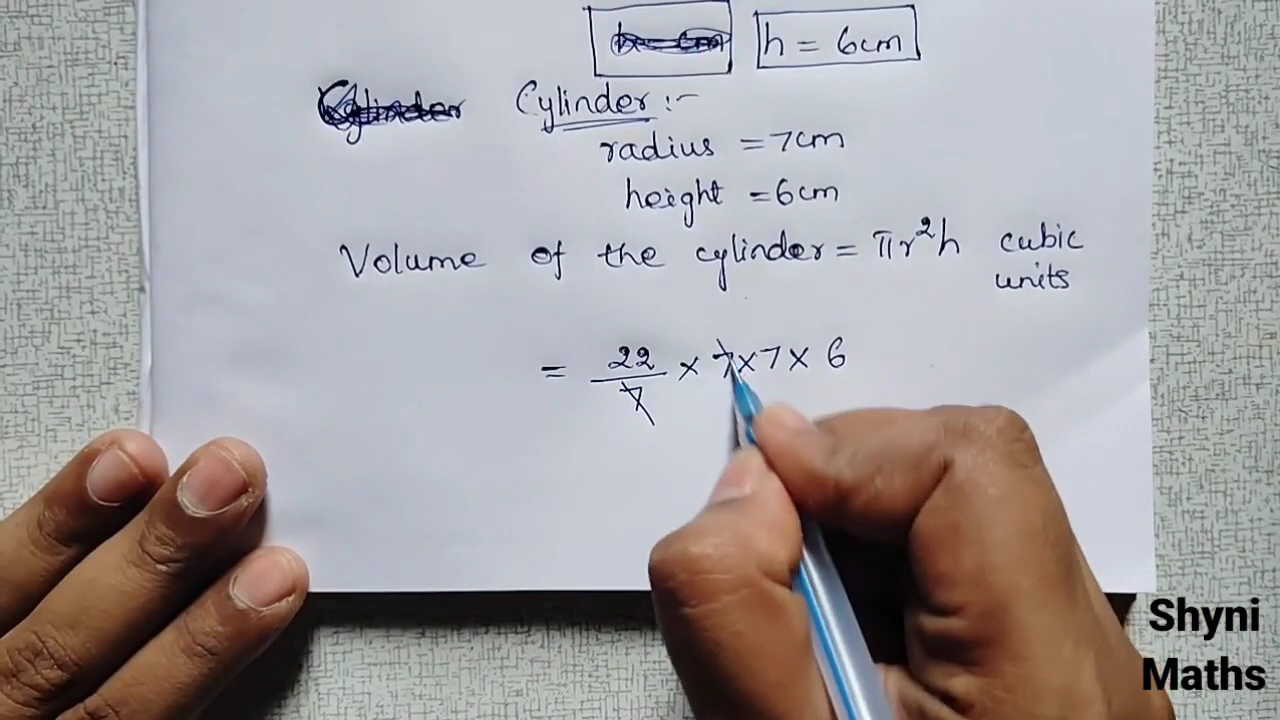 h = 6cm
Cylinder :-
radius = 7cm
height = 6cm
Volume of the cylinder = πr²h cubic units
= 22/7 × 7 × 7 × 6
Shyni
Maths